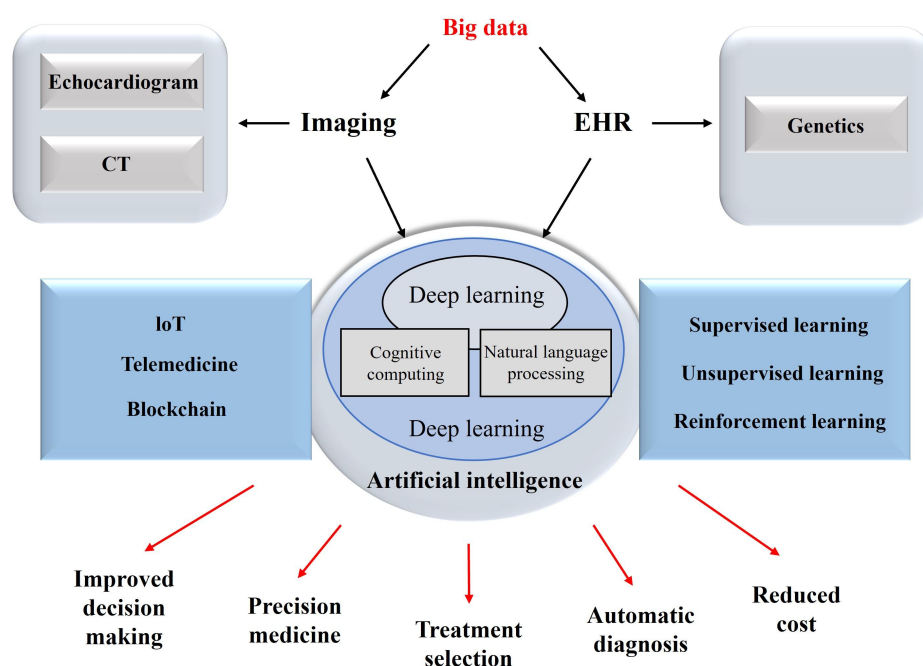 Big data
Echocardiogram
CT
Imaging
EHR
Genetics
Deep learning
Cognitive
computing
Natural language
processing
Deep learning
Artificial intelligence
loT
Telemedicine
Blockchain
Supervised learning
Unsupervised learning
Reinforcement learning
Improved
decision
making
Precision
medicine
Treatment
selection
Automatic
diagnosis
Reduced
cost